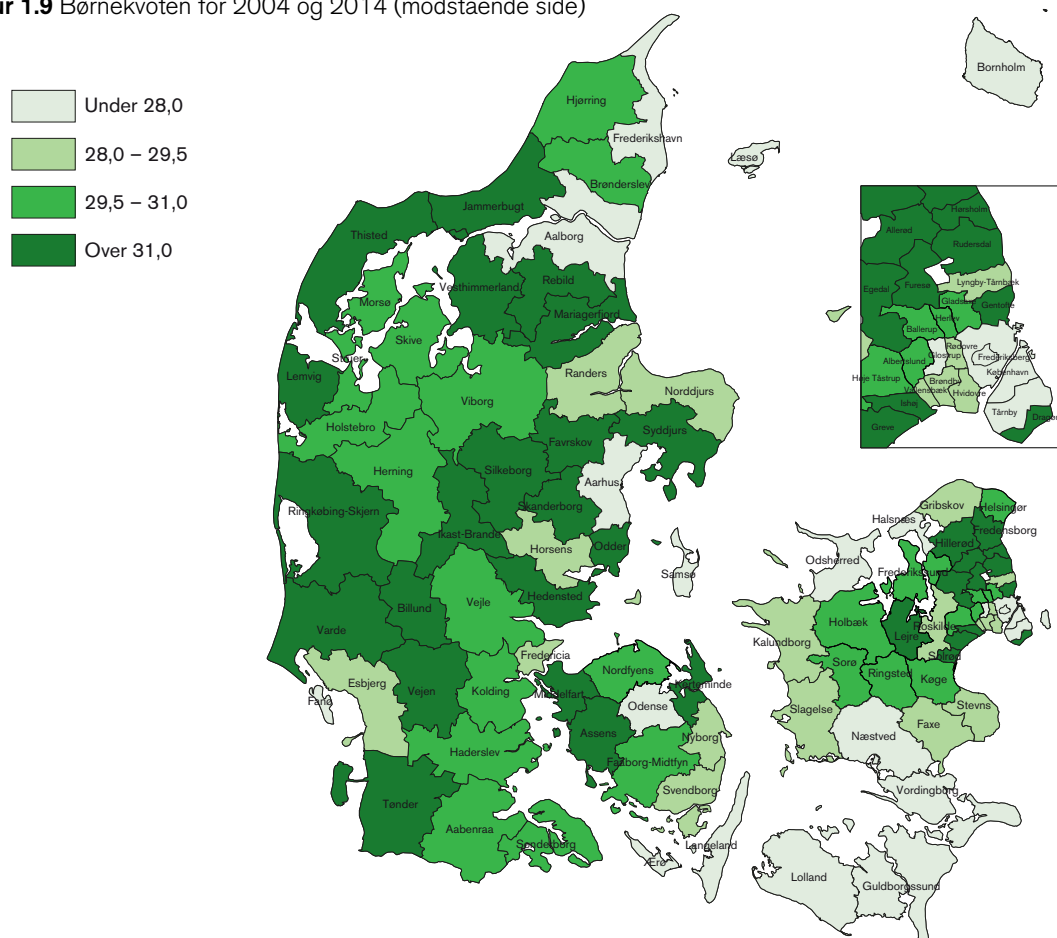 ur 1.9 Børnekvoten for 2004 og 2014 (modstående side)
Under 28,0
28,0 – 29,5
29,5 – 31,0
Over 31,0
Bornholm
Hjørring
Frederikshavn
Læsø
Brønderslev
Jammerbugt
Thisted
Aalborg
Vesthimmerland
Rebild
Morsø
Mariagerfjord
Skive
Struer
Lemvig
Randers
Norddjurs
Viborg
Holstebro
Favrskov
Syddjurs
Herning
Silkeborg
Aarhus
Skanderborg
Ringkøbing-Skjern
Ikast-Brande
Horsens
Odder
Samsø
Hedensted
Vejle
Billund
Varde
Fredericia
Esbjerg
Vejen
Kolding
Middelfart
Nordfyens
Kerteminde
Fanø
Odense
Assens
Nyborg
Haderslev
Faaborg-Midtfyn
Svendborg
Tønder
Aabenraa
Sønderborg
Ærø
Langeland
Hørsholm
Allerød
Rudersdal
Egedal
Furesø
Lyngby-Tårnbæk
Gladsaxe
Gentofte
Herlev
Ballerup
Rødovre
Glostrup
Frederiksberg
Albertslund
København
Høje Tåstrup
Brøndby
Vallensbæk
Hvidovre
Ishøj
Tårnby
Dragør
Greve
Gribskov
Helsingør
Halsnæs
Fredensborg
Hillerød
Odsherred
Frederikssund
Holbæk
Roskilde
Lejre
Kalundborg
Solrød
Sorø
Ringsted
Køge
Slagelse
Stevns
Faxe
Næstved
Vordingborg
Lolland
Guldborgssund